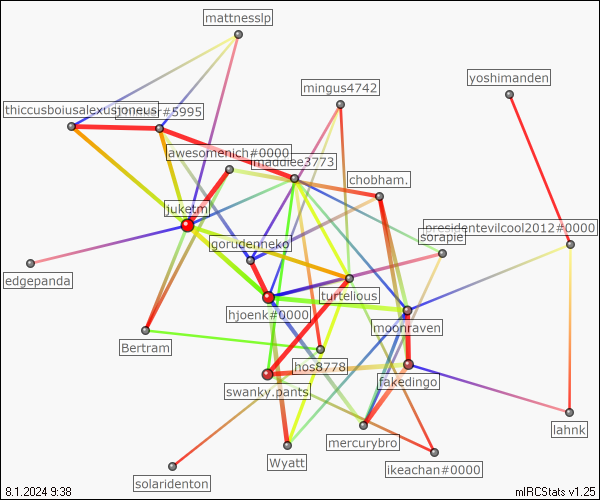 mattnesslp
yoshimanden
mingus4742
thiccusboiusalexusjoneus
#5995
awesomenich#0000
maddiee3773
chobham.
juketm
presidentevilcool2012#0000
sorapie
gorudenneko
edgepanda
turtelious
hjoenk#0000
moonraven
Bertram
hos8778
fakedingo
swanky.pants
lahnk
mercurybro
Wyatt
ikeachan#0000
solaridenton
8.1.2024 9:38
mIRCStats v1.25